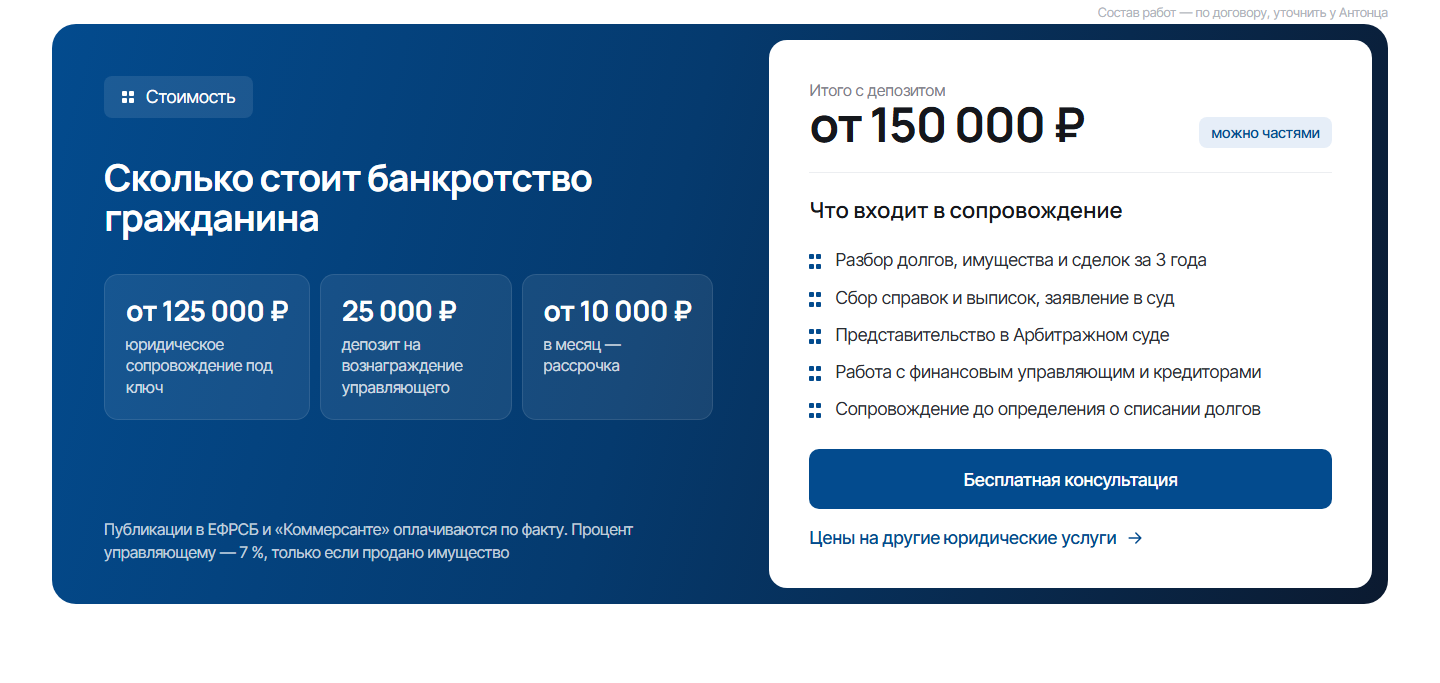 Состав работ — по договору, уточнить у Антонца
Стоимость
Сколько стоит банкротство
гражданина
от 125 000 ₽
юридическое
сопровождение под
ключ
25 000 ₽
депозит на
вознаграждение
управляющего
от 10 000 ₽
в месяц —
рассрочка
Публикации в ЕФРСБ и «Коммерсанте» оплачиваются по факту. Процент
управляющему — 7 %, только если продано имущество
Итого с депозитом
от 150 000 ₽
можно частями
Что входит в сопровождение
Разбор долгов, имущества и сделок за 3 года
Сбор справок и выписок, заявление в суд
Представительство в Арбитражном суде
Работа с финансовым управляющим и кредиторами
Сопровождение до определения о списании долгов
Бесплатная консультация
Цены на другие юридические услуги →